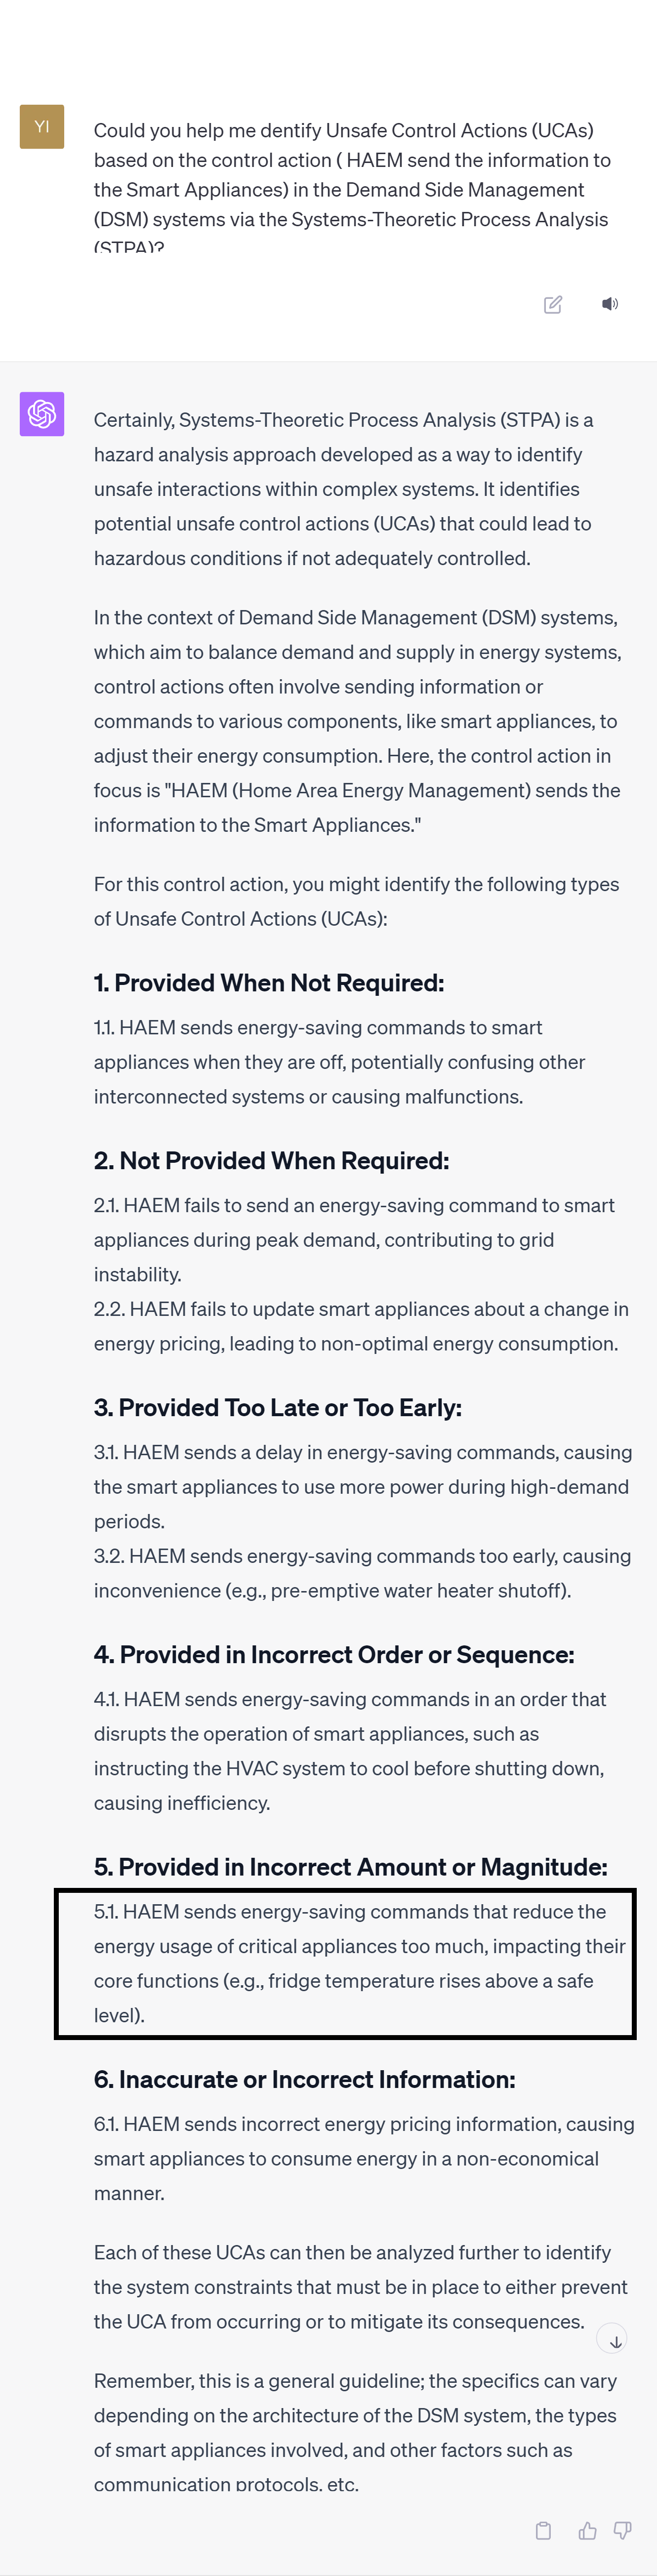 YI
Could you help me dentify Unsafe Control Actions (UCAs)
based on the control action ( HAEM send the information to
the Smart Appliances) in the Demand Side Management
(DSM) systems via the Systems-Theoretic Process Analysis
(STPA)?
Certainly, Systems-Theoretic Process Analysis (STPA) is a
hazard analysis approach developed as a way to identify
unsafe interactions within complex systems. It identifies
potential unsafe control actions (UCAs) that could lead to
hazardous conditions if not adequately controlled.
In the context of Demand Side Management (DSM) systems,
which aim to balance demand and supply in energy systems,
control actions often involve sending information or
commands to various components, like smart appliances, to
adjust their energy consumption. Here, the control action in
focus is "HAEM (Home Area Energy Management) sends the
information to the Smart Appliances."
For this control action, you might identify the following types
of Unsafe Control Actions (UCAs):
1. Provided When Not Required:
1.1. HAEM sends energy-saving commands to smart
appliances when they are off, potentially confusing other
interconnected systems or causing malfunctions.
2. Not Provided When Required:
2.1. HAEM fails to send an energy-saving command to smart
appliances during peak demand, contributing to grid
instability.
2.2. HAEM fails to update smart appliances about a change in
energy pricing, leading to non-optimal energy consumption.
3. Provided Too Late or Too Early:
3.1. HAEM sends a delay in energy-saving commands, causing
the smart appliances to use more power during high-demand
periods.
3.2. HAEM sends energy-saving commands too early, causing
inconvenience (e.g., pre-emptive water heater shutoff).
4. Provided in Incorrect Order or Sequence:
4.1. HAEM sends energy-saving commands in an order that
disrupts the operation of smart appliances, such as
instructing the HVAC system to cool before shutting down,
causing inefficiency.
5. Provided in Incorrect Amount or Magnitude:
5.1. HAEM sends energy-saving commands that reduce the
energy usage of critical appliances too much, impacting their
core functions (e.g., fridge temperature rises above a safe
level).
6. Inaccurate or Incorrect Information:
6.1. HAEM sends incorrect energy pricing information, causing
smart appliances to consume energy in a non-economical
manner.
Each of these UCAs can then be analyzed further to identify
the system constraints that must be in place to either prevent
the UCA from occurring or to mitigate its consequences.
Remember, this is a general guideline; the specifics can vary
depending on the architecture of the DSM system, the types
of smart appliances involved, and other factors such as
communication protocols, etc.